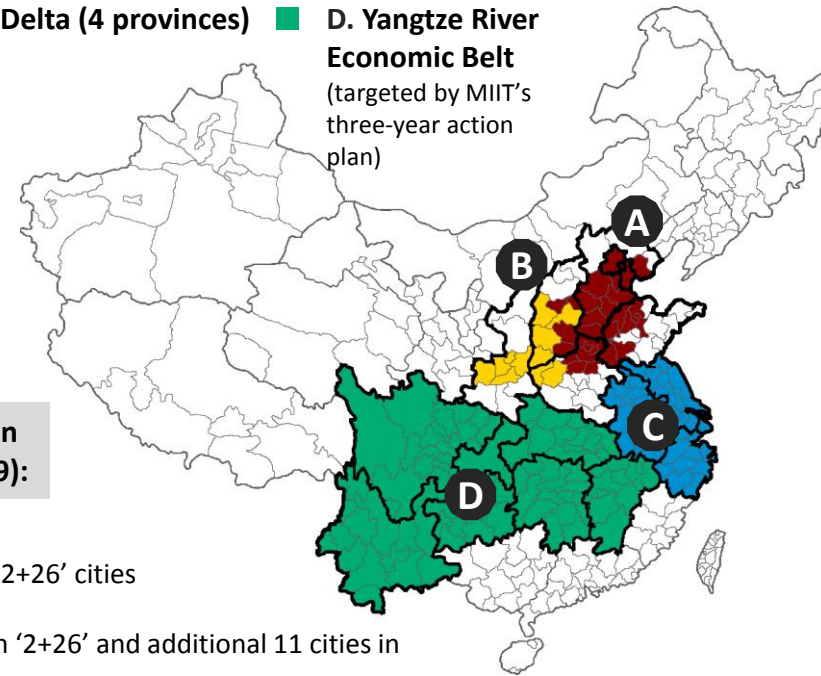 Delta (4 provinces)
D. Yangtze River
Economic Belt
(targeted by MIIT's
three-year action
plan)
A
B
C
D
n
9):
2+26’ cities
n ‘2+26’ and additional 11 cities in